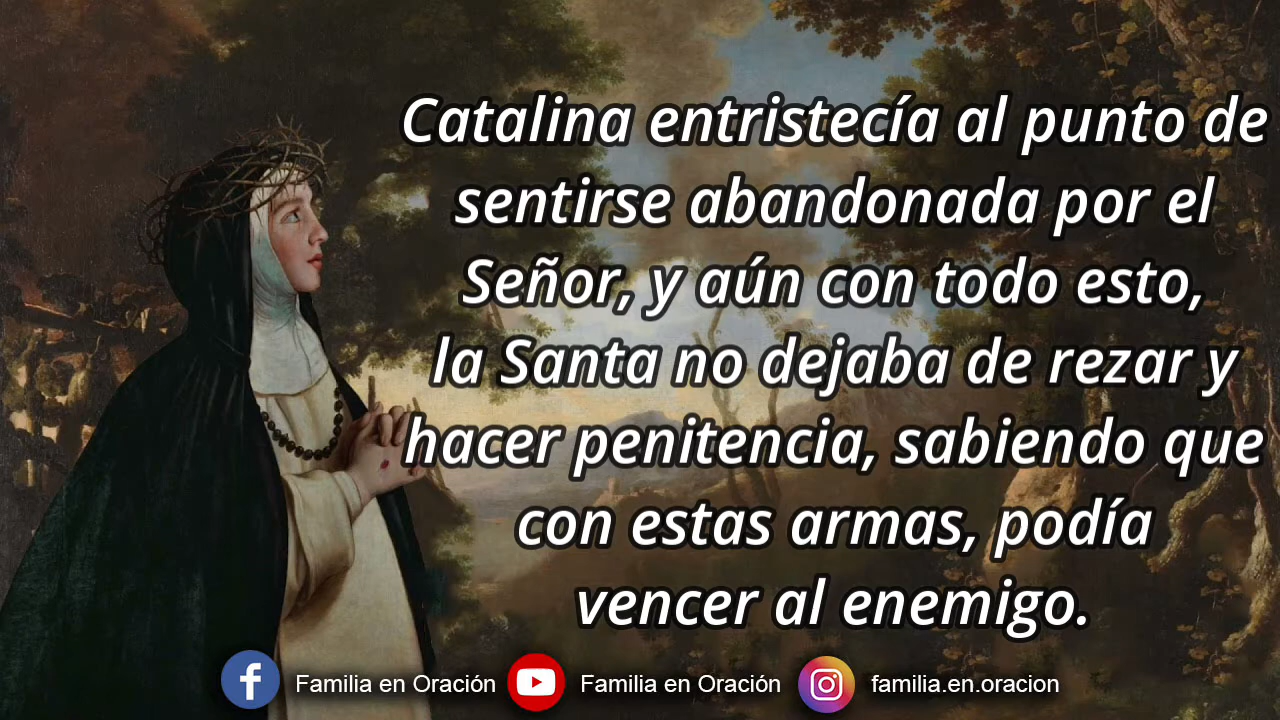 Catalina entristecía al punto de
sentirse abandonada por el
Señor, y aún con todo esto,
la Santa no dejaba de rezar y
hacer penitencia, sabiendo que
con estas armas, podía
vencer al enemigo.
Familia en Oración Familia en Oración familia.en.oracion